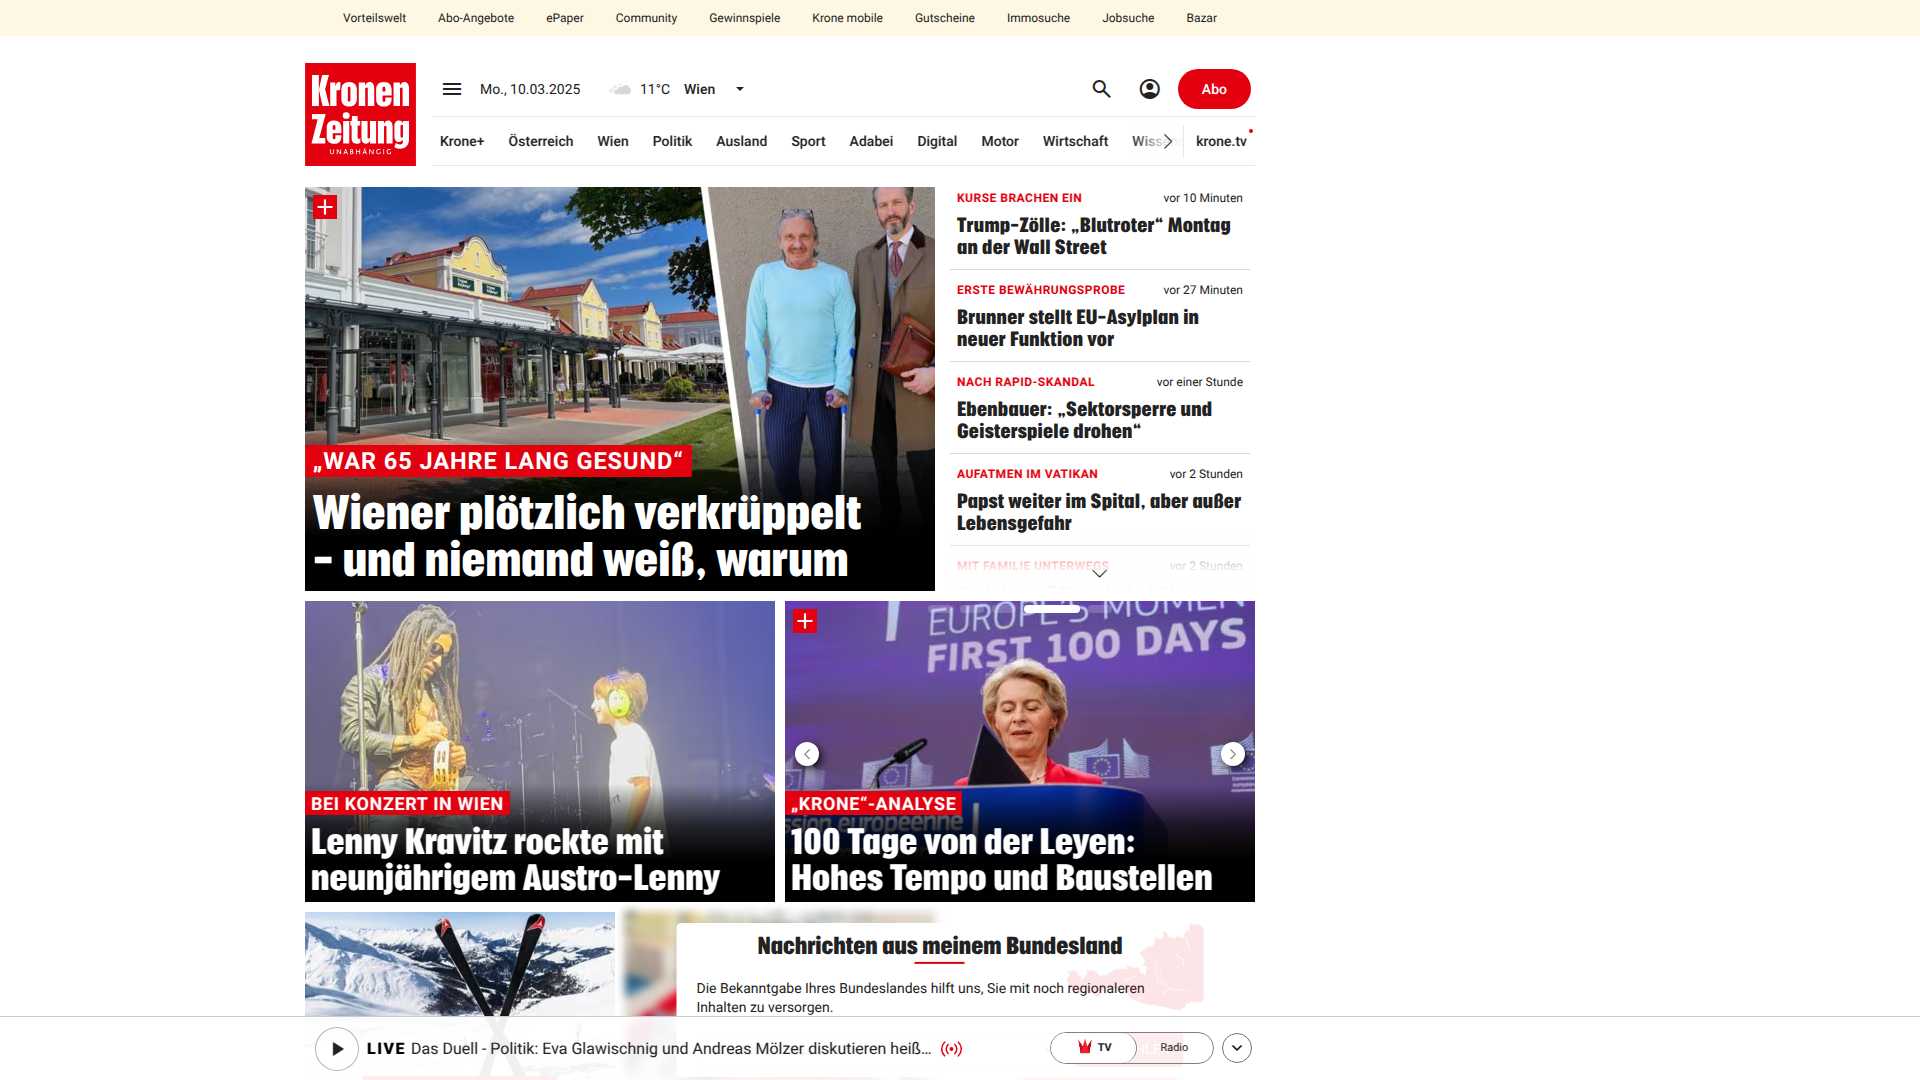 Vorteilswelt Abo-Angebote ePaper Community Gewinnspiele Krone mobile Gutscheine Immosuche Jobsuche Bazar
Kronen
Zeitung
UNABHÄNGIG
Mo., 10.03.2025 11°C Wien
Abo
Krone+ Österreich Wien Politik Ausland Sport Adabei Digital Motor Wirtschaft Wiss krone.tv
„WAR 65 JAHRE LANG GESUND“
Wiener plötzlich verkrüppelt
– und niemand weiß, warum
KURSE BRACHEN EIN vor 10 Minuten
Trump-Zölle: „Blutroter“ Montag
an der Wall Street
ERSTE BEWÄHRUNGSPROBE vor 27 Minuten
Brunner stellt EU-Asylplan in
neuer Funktion vor
NACH RAPID-SKANDAL vor einer Stunde
Ebenbauer: „Sektorsperre und
Geisterspiele drohen“
AUFATMEN IM VATIKAN vor 2 Stunden
Papst weiter im Spital, aber außer
Lebensgefahr
MIT FAMILIE UNTERWEGS vor 2 Stunden
BEI KONZERT IN WIEN
Lenny Kravitz rockte mit
neunjährigem Austro-Lenny
EUROPE'S MOMEN
FIRST 100 DAYS
„KRONE“-ANALYSE
ssion européenne
100 Tage von der Leyen:
Hohes Tempo und Baustellen
Nachrichten aus meinem Bundesland
Die Bekanntgabe Ihres Bundeslandes hilft uns, Sie mit noch regionaleren
Inhalten zu versorgen.
LIVE Das Duell - Politik: Eva Glawischnig und Andreas Mölzer diskutieren heiß...
TV Radio